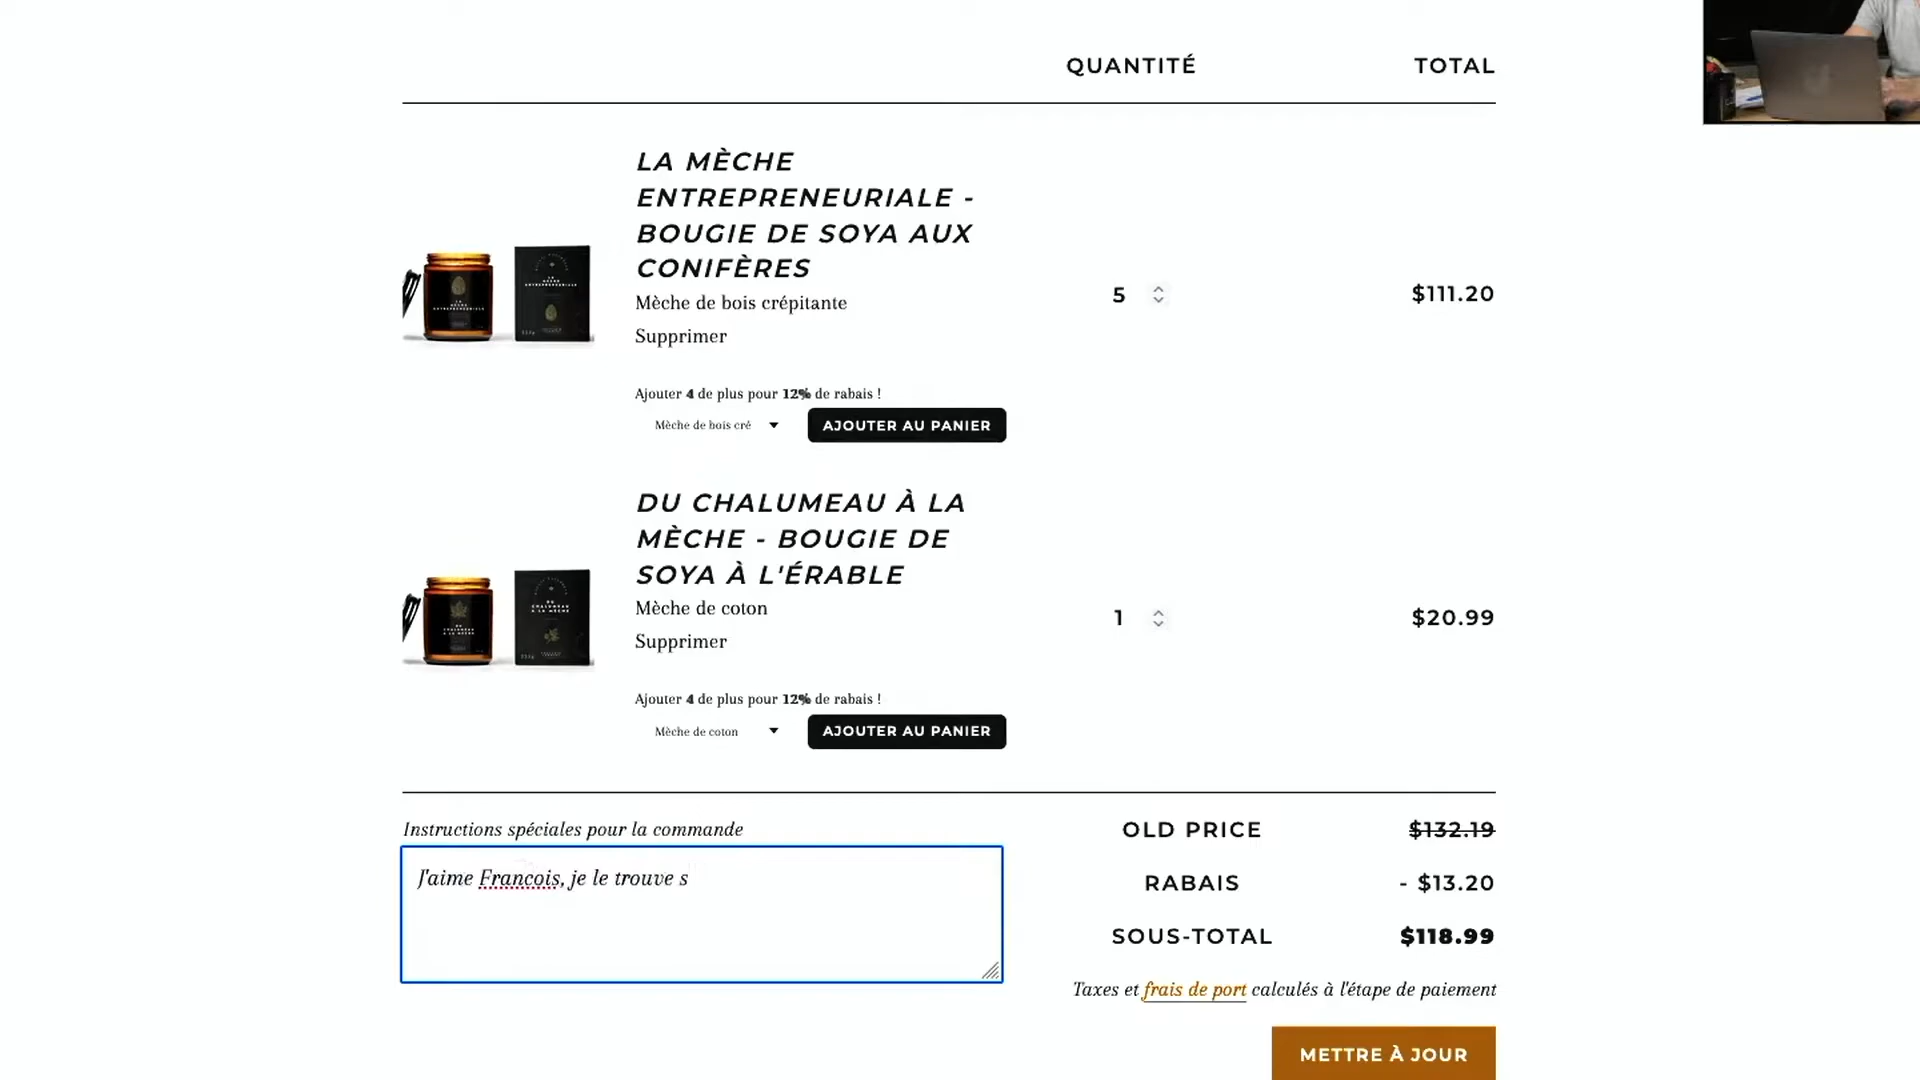 QUANTITÉ TOTAL
LA MÈCHE
ENTREPRENEURIALE -
BOUGIE DE SOYA AUX
CONIFÈRES
Mèche de bois crépitante
Supprimer
5 $111.20
Ajouter 4 de plus pour 12% de rabais !
Mèche de bois cré AJOUTER AU PANIER
DU CHALUMEAU À LA
MÈCHE - BOUGIE DE
SOYA À L'ÉRABLE
Mèche de coton
Supprimer
1 $20.99
Ajouter 4 de plus pour 12% de rabais !
Mèche de coton AJOUTER AU PANIER
Instructions spéciales pour la commande
J'aime Francois, je le trouve s
OLD PRICE $132.19
RABAIS - $13.20
SOUS-TOTAL $118.99
Taxes et frais de port calculés à l'étape de paiement
METTRE À JOUR